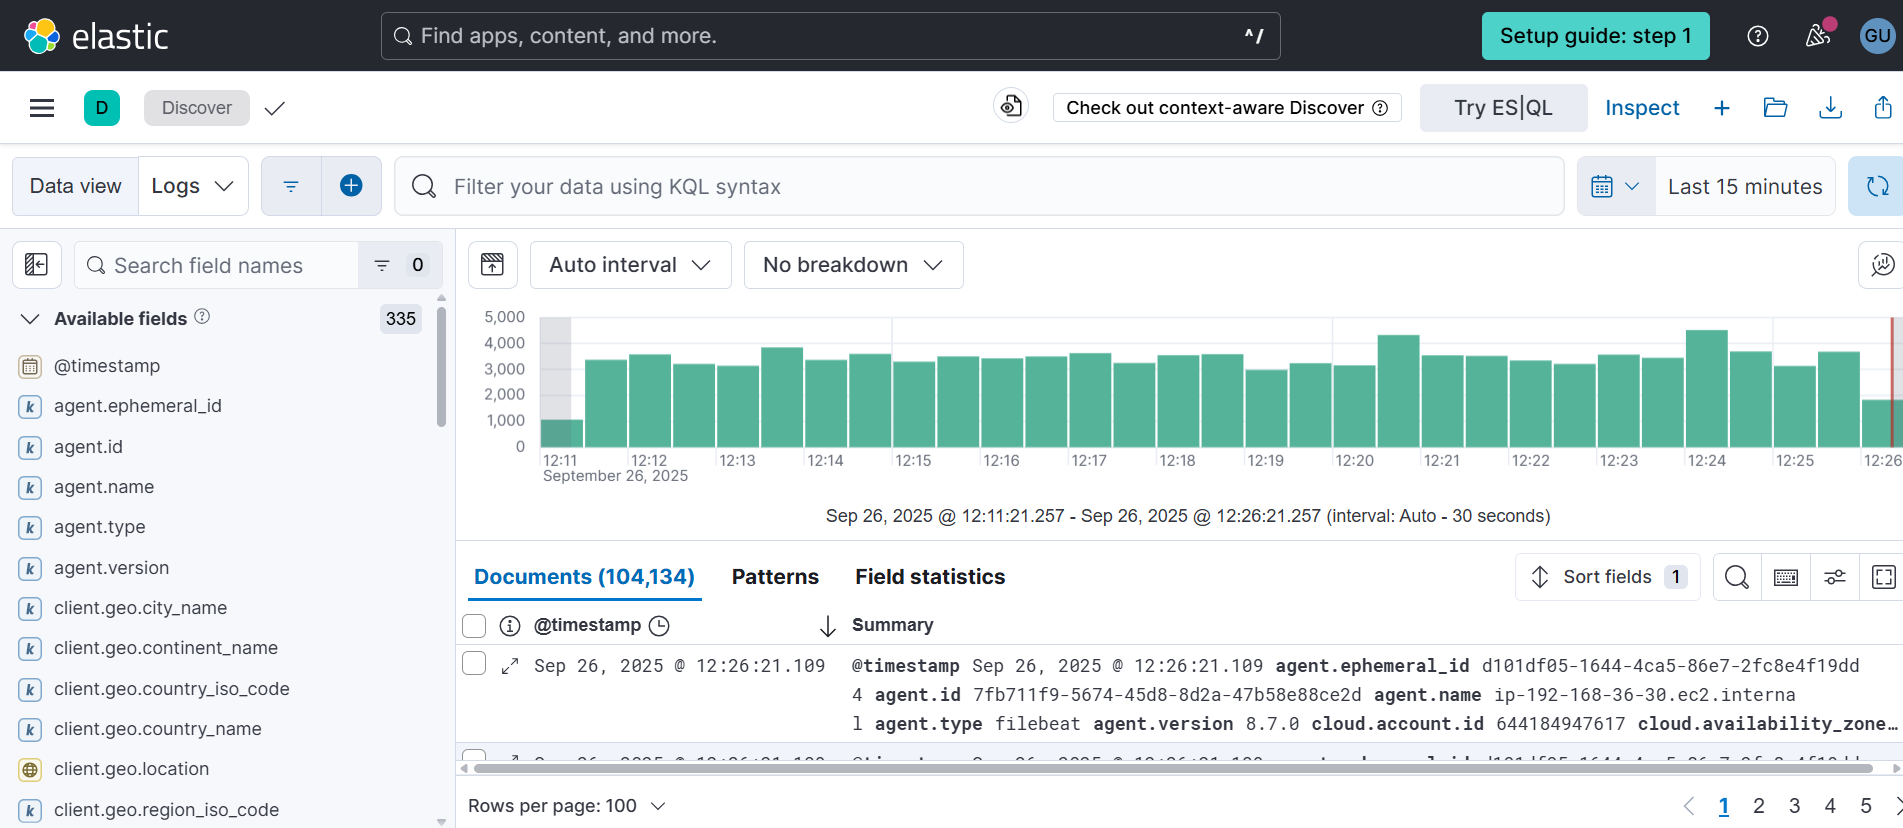 elastic
Find apps, content, and more.
^/
Setup guide: step 1
GU
D
Discover
Check out context-aware Discover
Try ES|QL
Inspect
Data view
Logs
Filter your data using KQL syntax
Last 15 minutes
Search field names
0
Auto interval
No breakdown
Available fields
335
@timestamp
k agent.ephemeral_id
k agent.id
k agent.name
k agent.type
k agent.version
k client.geo.city_name
k client.geo.continent_name
k client.geo.country_iso_code
k client.geo.country_name
client.geo.location
k client.geo.region_iso_code
5,000
4,000
3,000
2,000
1,000
0
12:11 12:12 12:13 12:14 12:15 12:16 12:17 12:18 12:19 12:20 12:21 12:22 12:23 12:24 12:25 12:26
September 26, 2025
Sep 26, 2025 @ 12:11:21.257 - Sep 26, 2025 @ 12:26:21.257 (interval: Auto - 30 seconds)
Documents (104,134) Patterns Field statistics
Sort fields 1
@timestamp Summary
Sep 26, 2025 @ 12:26:21.109 @timestamp Sep 26, 2025 @ 12:26:21.109 agent.ephemeral_id d101df05-1644-4ca5-86e7-2fc8e4f19dd
4 agent.id 7fb711f9-5674-45d8-8d2a-47b58e88ce2d agent.name ip-192-168-36-30.ec2.interna
l agent.type filebeat agent.version 8.7.0 cloud.account.id 644184947617 cloud.availability_zone…
Rows per page: 100
1 2 3 4 5